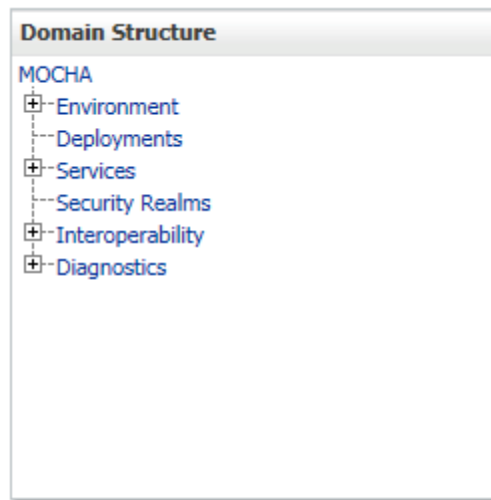 Domain Structure
MOCHA
Environment
Deployments
Services
Security Realms
Interoperability
Diagnostics